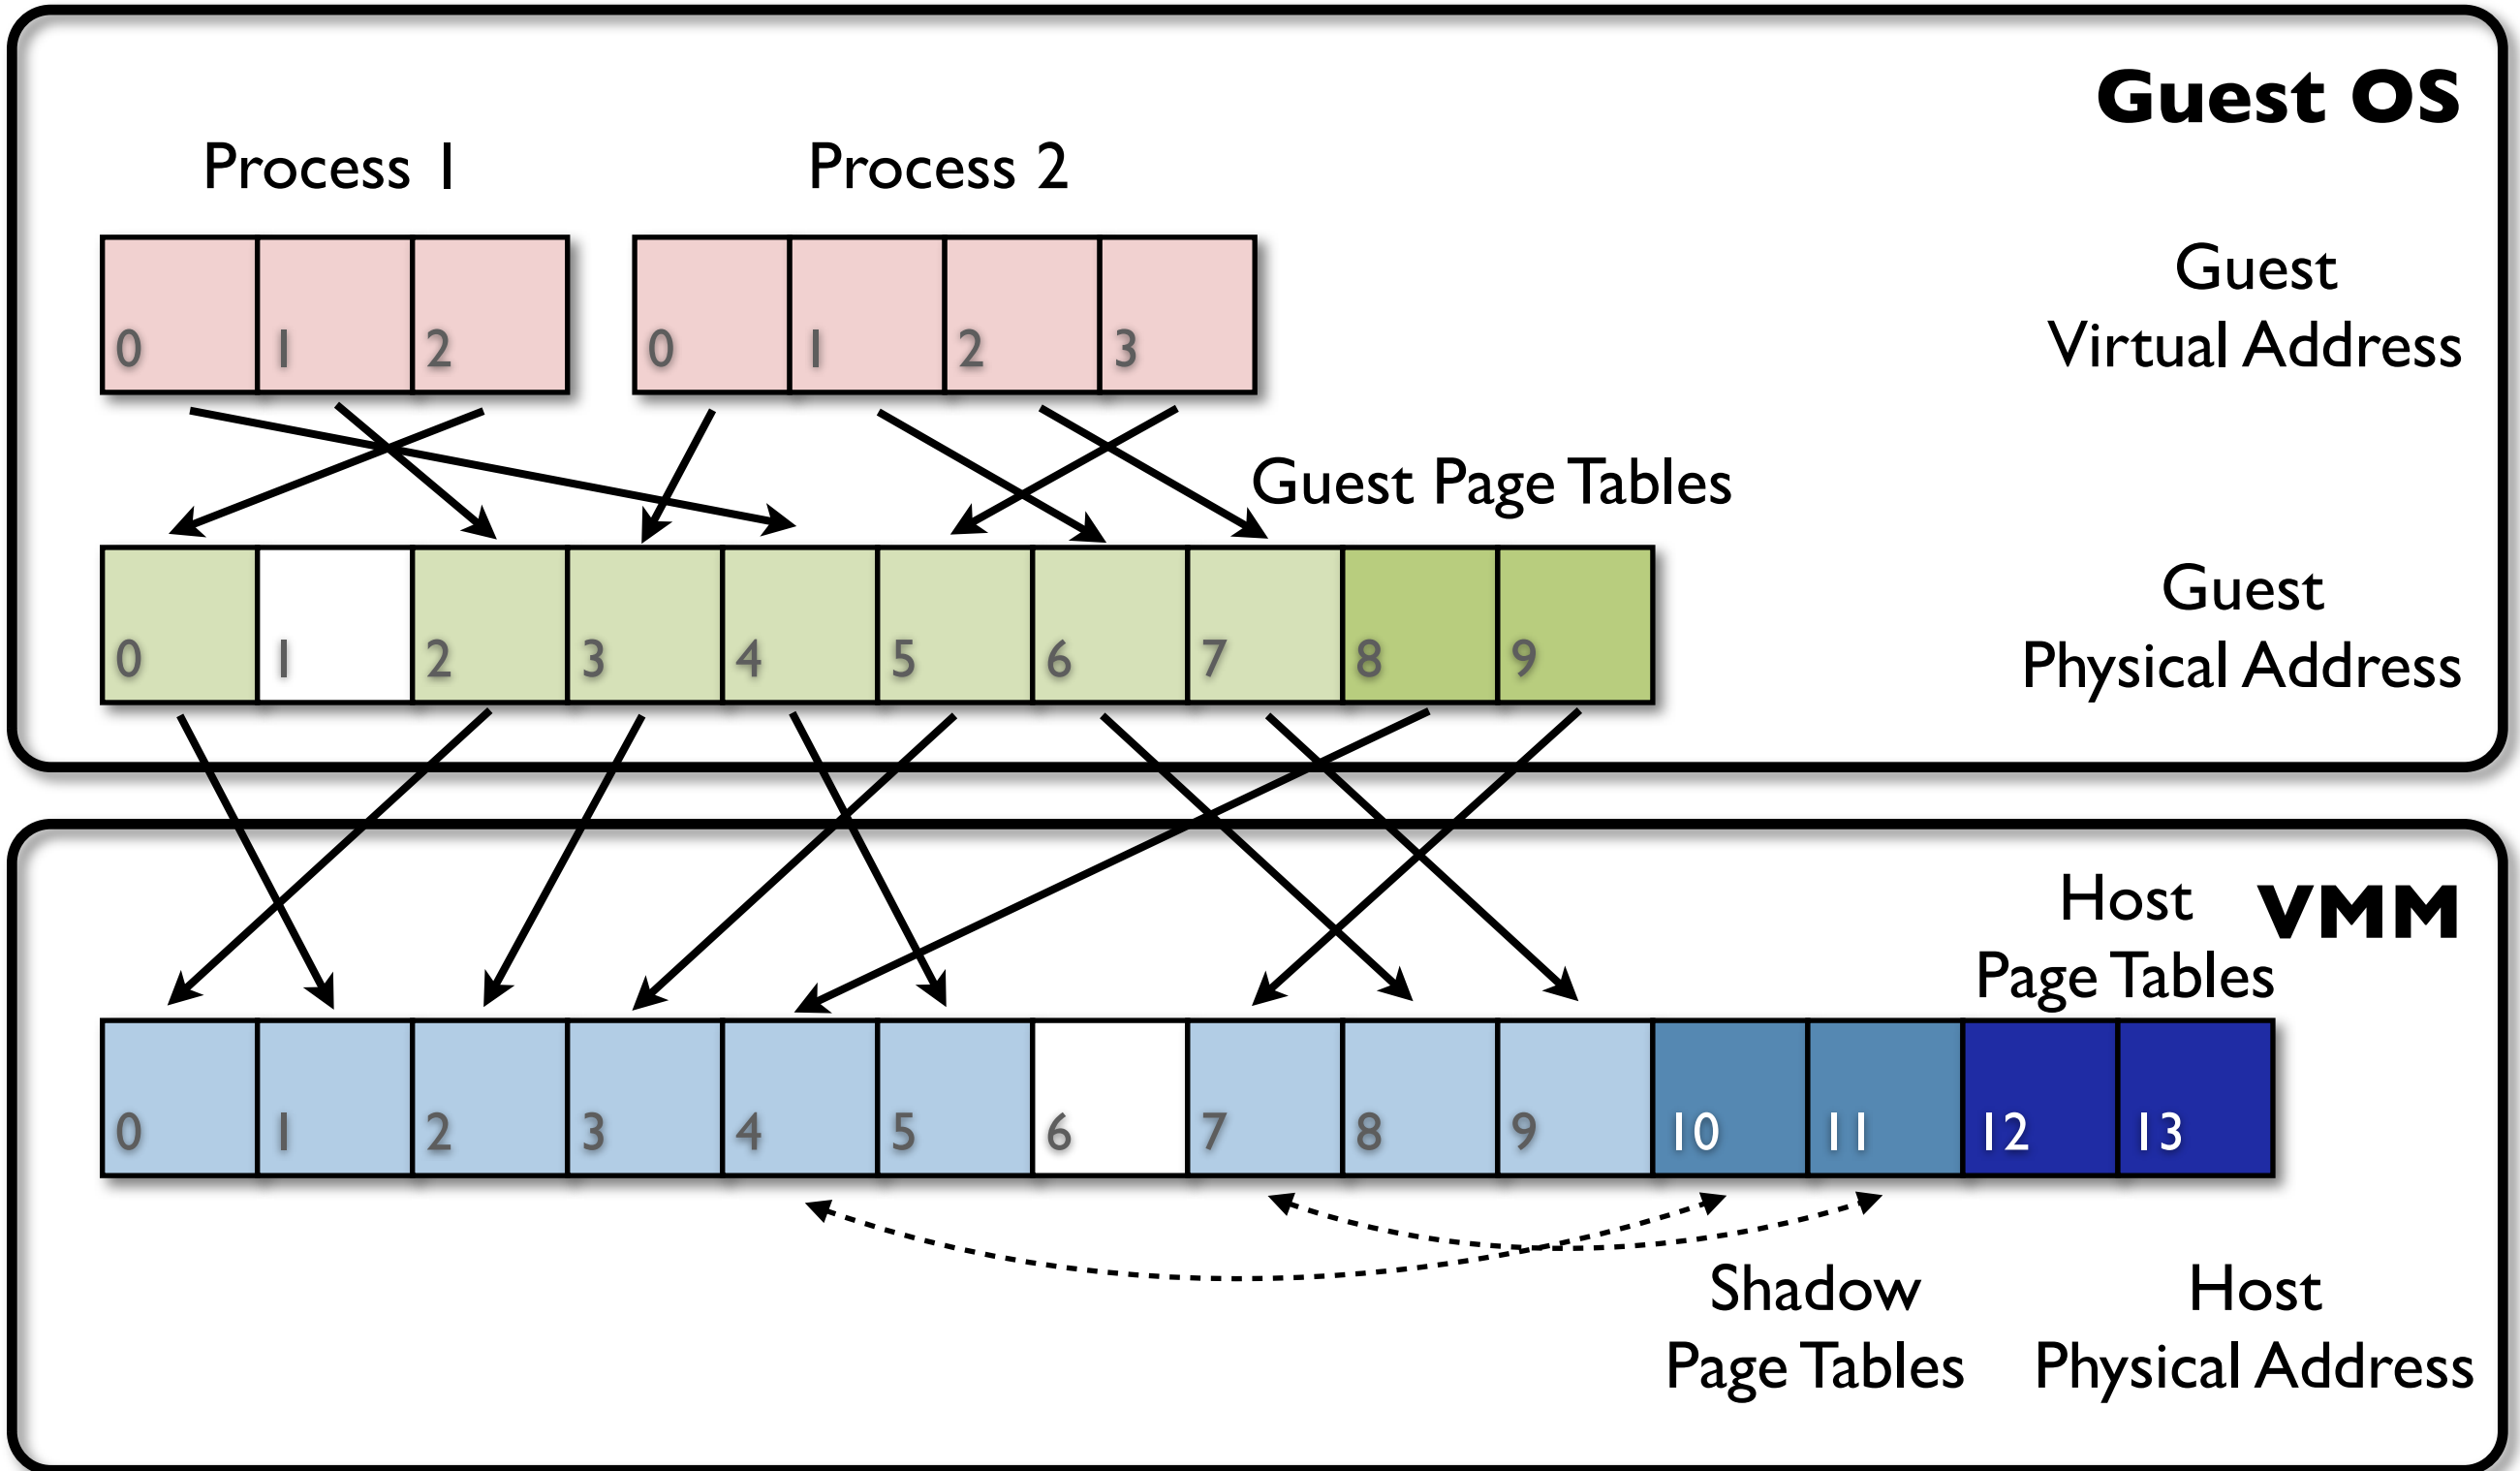 Guest OS
Process 1
Process 2
0 1 2
0 1 2 3
Guest
Virtual Address
Guest Page Tables
0 1 2 3 4 5 6 7 8 9
Guest
Physical Address
VMM
Host
Page Tables
0 1 2 3 4 5 6 7 8 9 10 11 12 13
Shadow
Page Tables
Host
Physical Address